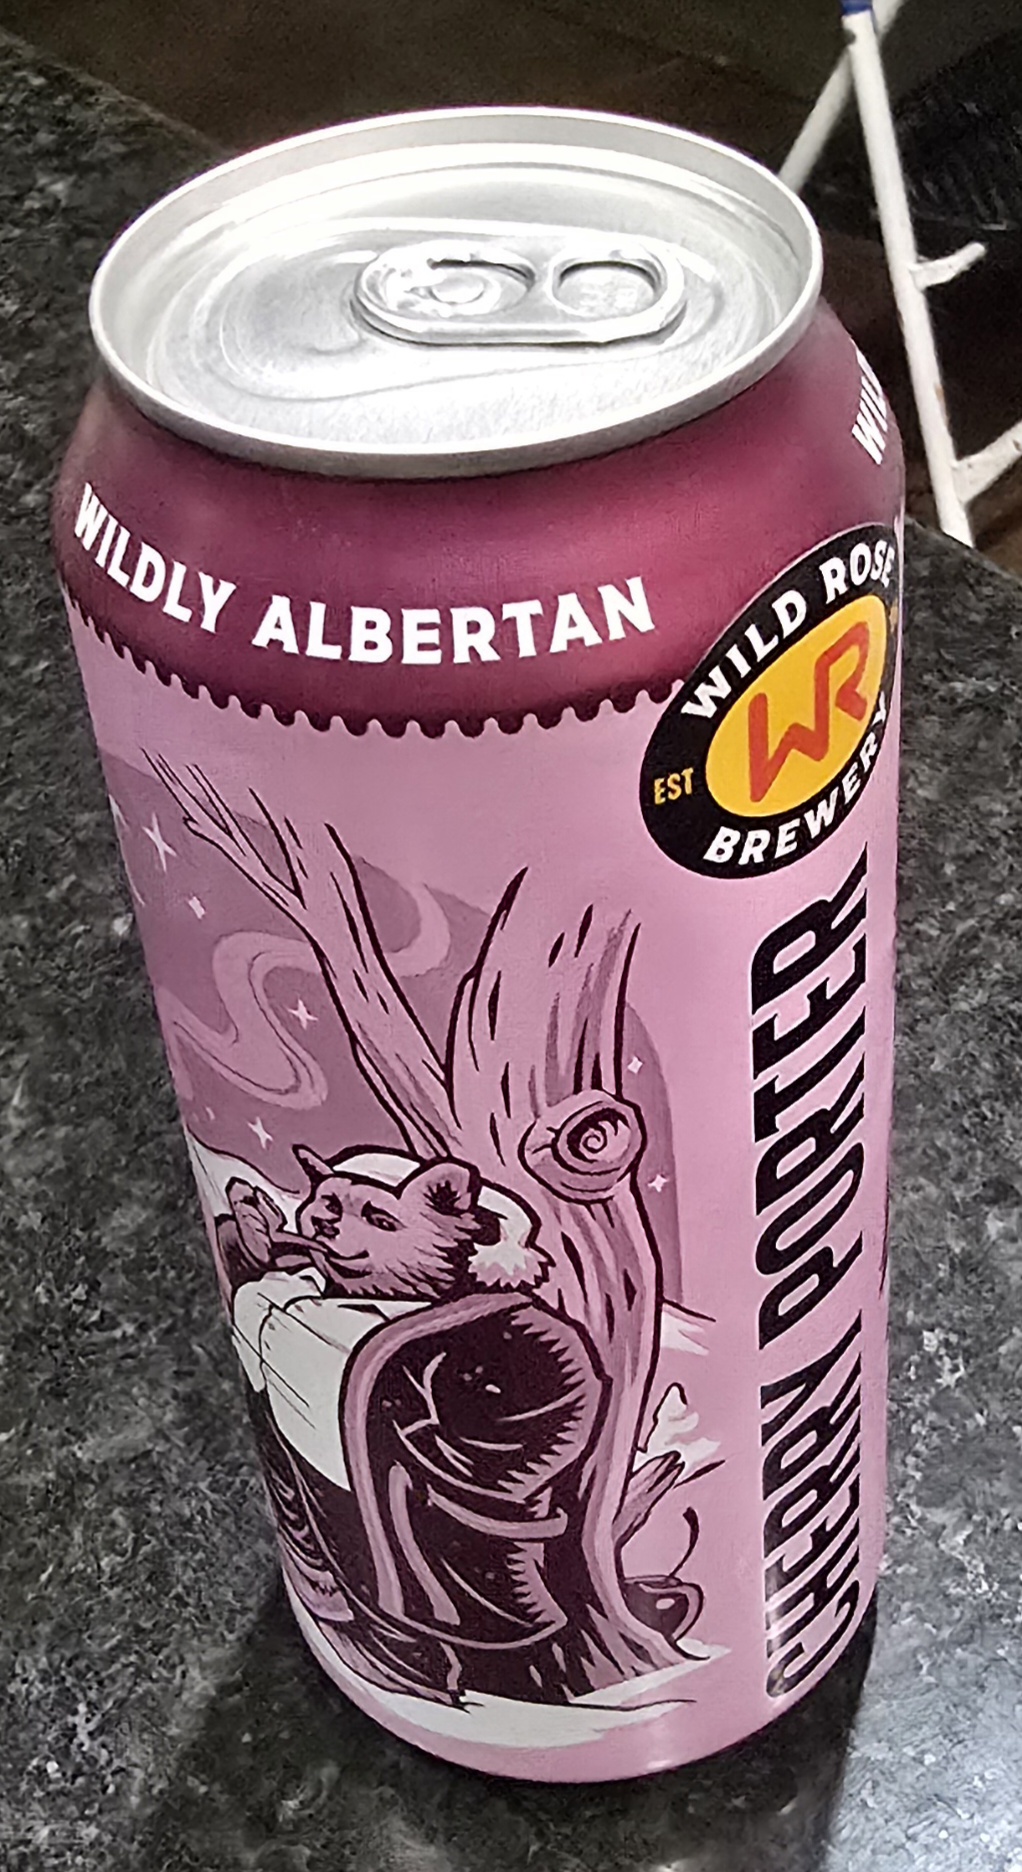 WILDLY ALBERTAN
WILD ROSE
WR
EST
BREWERY
CHERRY PORTER